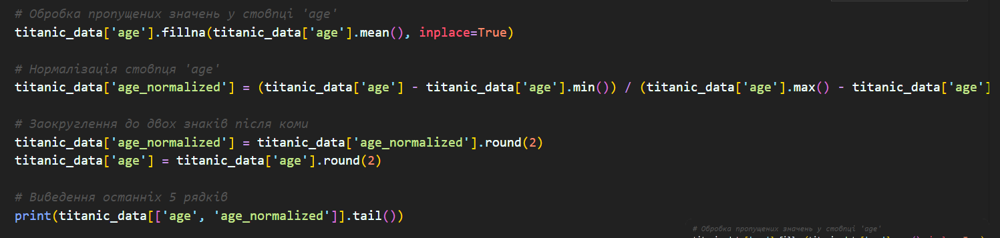 # Обробка пропущених значень у стовпці 'age'
titanic_data['age'].fillna(titanic_data['age'].mean(), inplace=True)
# Нормалізація стовпця 'age'
titanic_data['age_normalized'] = (titanic_data['age'] - titanic_data['age'].min()) / (titanic_data['age'].max() - titanic_data['age']
# Заокруглення до двох знаків після коми
titanic_data['age_normalized'] = titanic_data['age_normalized'].round(2)
titanic_data['age'] = titanic_data['age'].round(2)
# Виведення останніх 5 рядків
print(titanic_data[['age', 'age_normalized']].tail())
# Обробка пропущених значень у стовпці 'age'